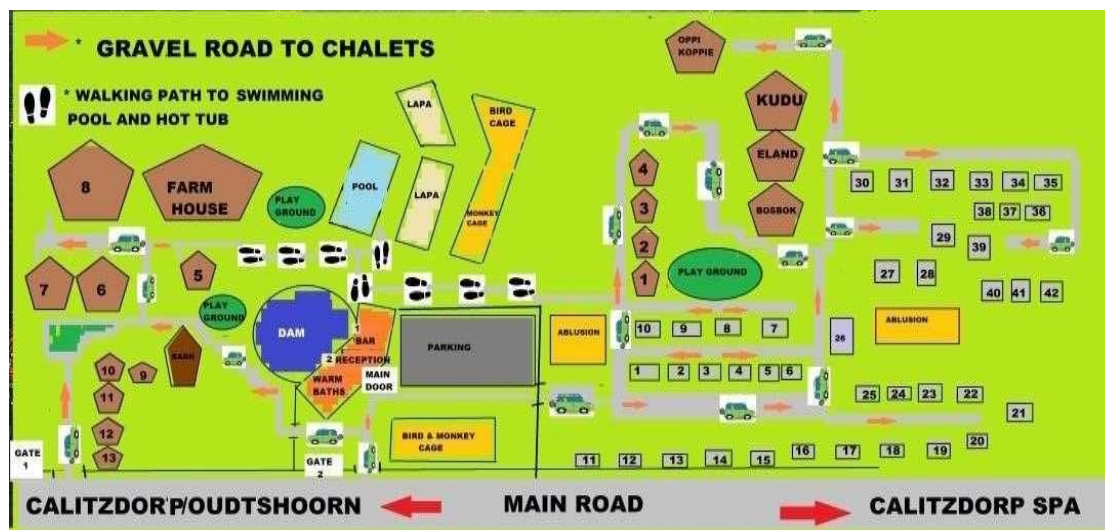 * GRAVEL ROAD TO CHALETS
* WALKING PATH TO SWIMMING
POOL AND HOT TUB
OPPI
KOPPIE
LAPA
BIRD
CAGE
KUDU
ELAND
BOSBOK
8
FARM
HOUSE
PLAY
GROUND
POOL
LAPA
MONKEY
CAGE
4
3
2
1
30
31
32
33
34
35
38
37
36
29
39
7
6
5
PLAY GROUND
27
28
40
41
42
PLAY
GROUND
DAM
1
BAR
2
RECEPTION
WARM
BATHS
MAIN
DOOR
PARKING
ABLUSION
10
9
8
7
26
ABLUSION
BARN
10
9
11
12
13
1
2
3
4
5
6
25
24
23
22
21
20
BIRD & MONKEY
CAGE
GATE
1
GATE
2
11
12
13
14
15
16
17
18
19
CALITZDORP/OUDTSHOORN
MAIN ROAD
CALITZDORP SPA